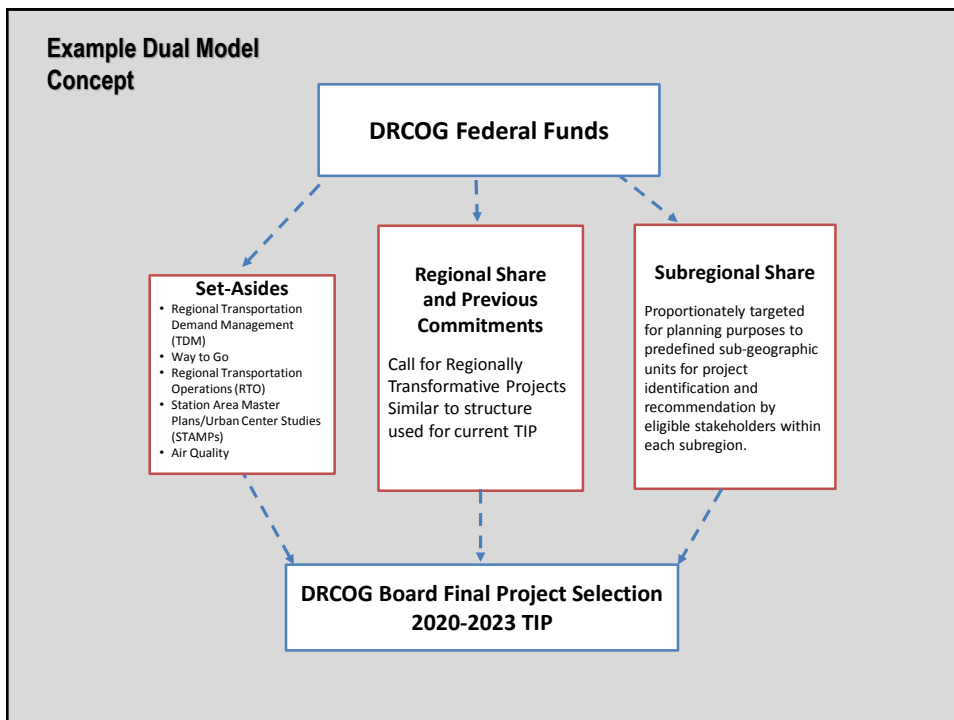 Example Dual Model
Concept
DRCOG Federal Funds
Set-Asides
• Regional Transportation
Demand Management
(TDM)
• Way to Go
• Regional Transportation
Operations (RTO)
• Station Area Master
Plans/Urban Center Studies
(STAMPs)
• Air Quality
Regional Share
and Previous
Commitments
Call for Regionally
Transformative Projects
Similar to structure
used for current TIP
Subregional Share
Proportionately targeted
for planning purposes to
predefined sub-geographic
units for project
identification and
recommendation by
eligible stakeholders within
each subregion.
DRCOG Board Final Project Selection
2020-2023 TIP